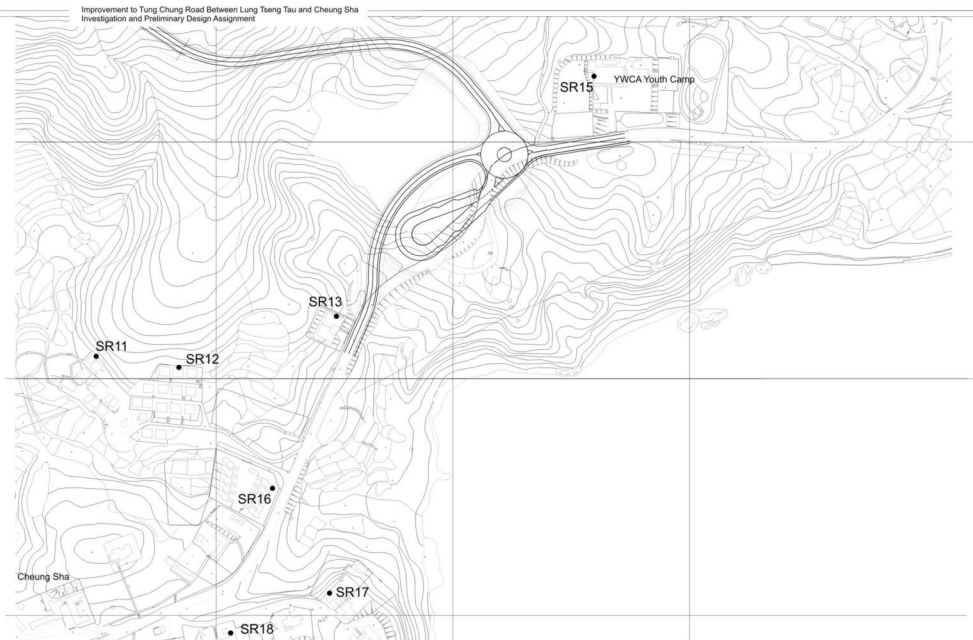 Improvement to Tung Chung Road Between Lung Tseng Tau and Cheung Sha
Investigation and Preliminary Design Assignment
SR15
YWCA Youth Camp
SR13
SR11
SR12
SR16
Cheung Sha
SR17
SR18